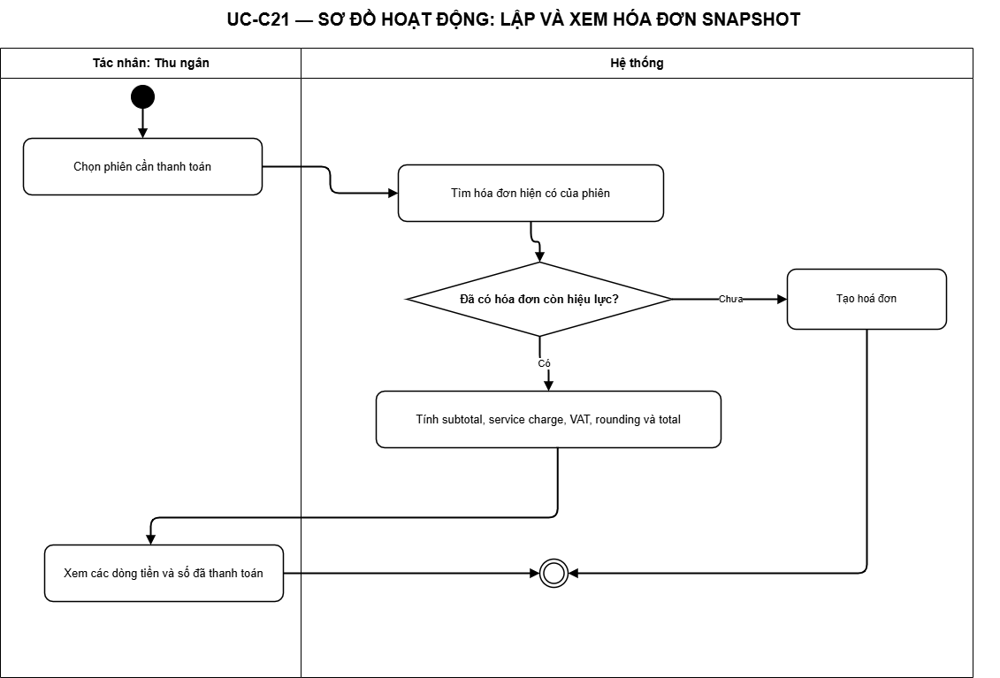 UC-C21 — SƠ ĐỒ HOẠT ĐỘNG: LẬP VÀ XEM HÓA ĐƠN SNAPSHOT
Tác nhân: Thu ngân
Hệ thống
Chọn phiên cần thanh toán
Tìm hóa đơn hiện có của phiên
Đã có hóa đơn còn hiệu lực?
Chưa
Tạo hoá đơn
Có
Tính subtotal, service charge, VAT, rounding và total
Xem các dòng tiền và số đã thanh toán